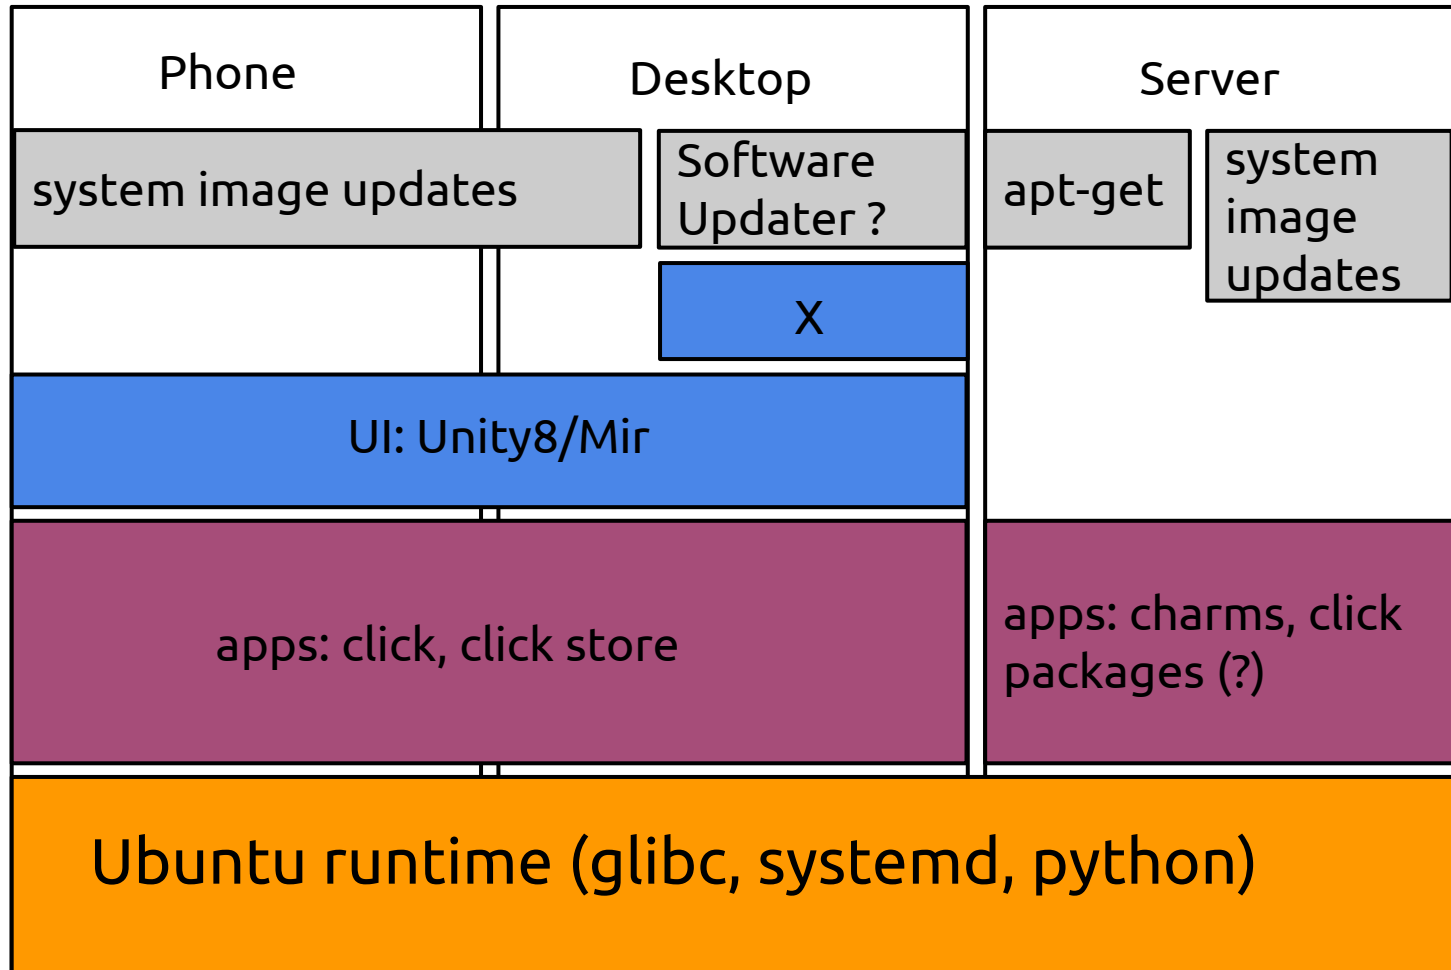 Phone
Desktop
Server
system image updates
Software
Updater ?
apt-get
system
image
updates
X
UI: Unity8/Mir
apps: click, click store
apps: charms, click
packages (?)
Ubuntu runtime (glibc, systemd, python)